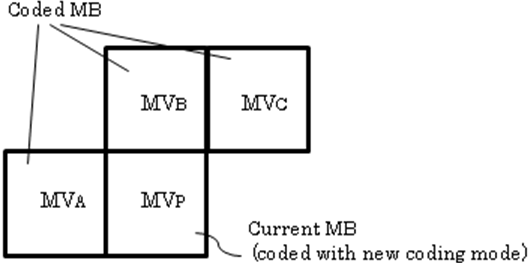 Coded MB
MVB
MVC
MVA
MVP
Current MB
(coded with new coding mode)